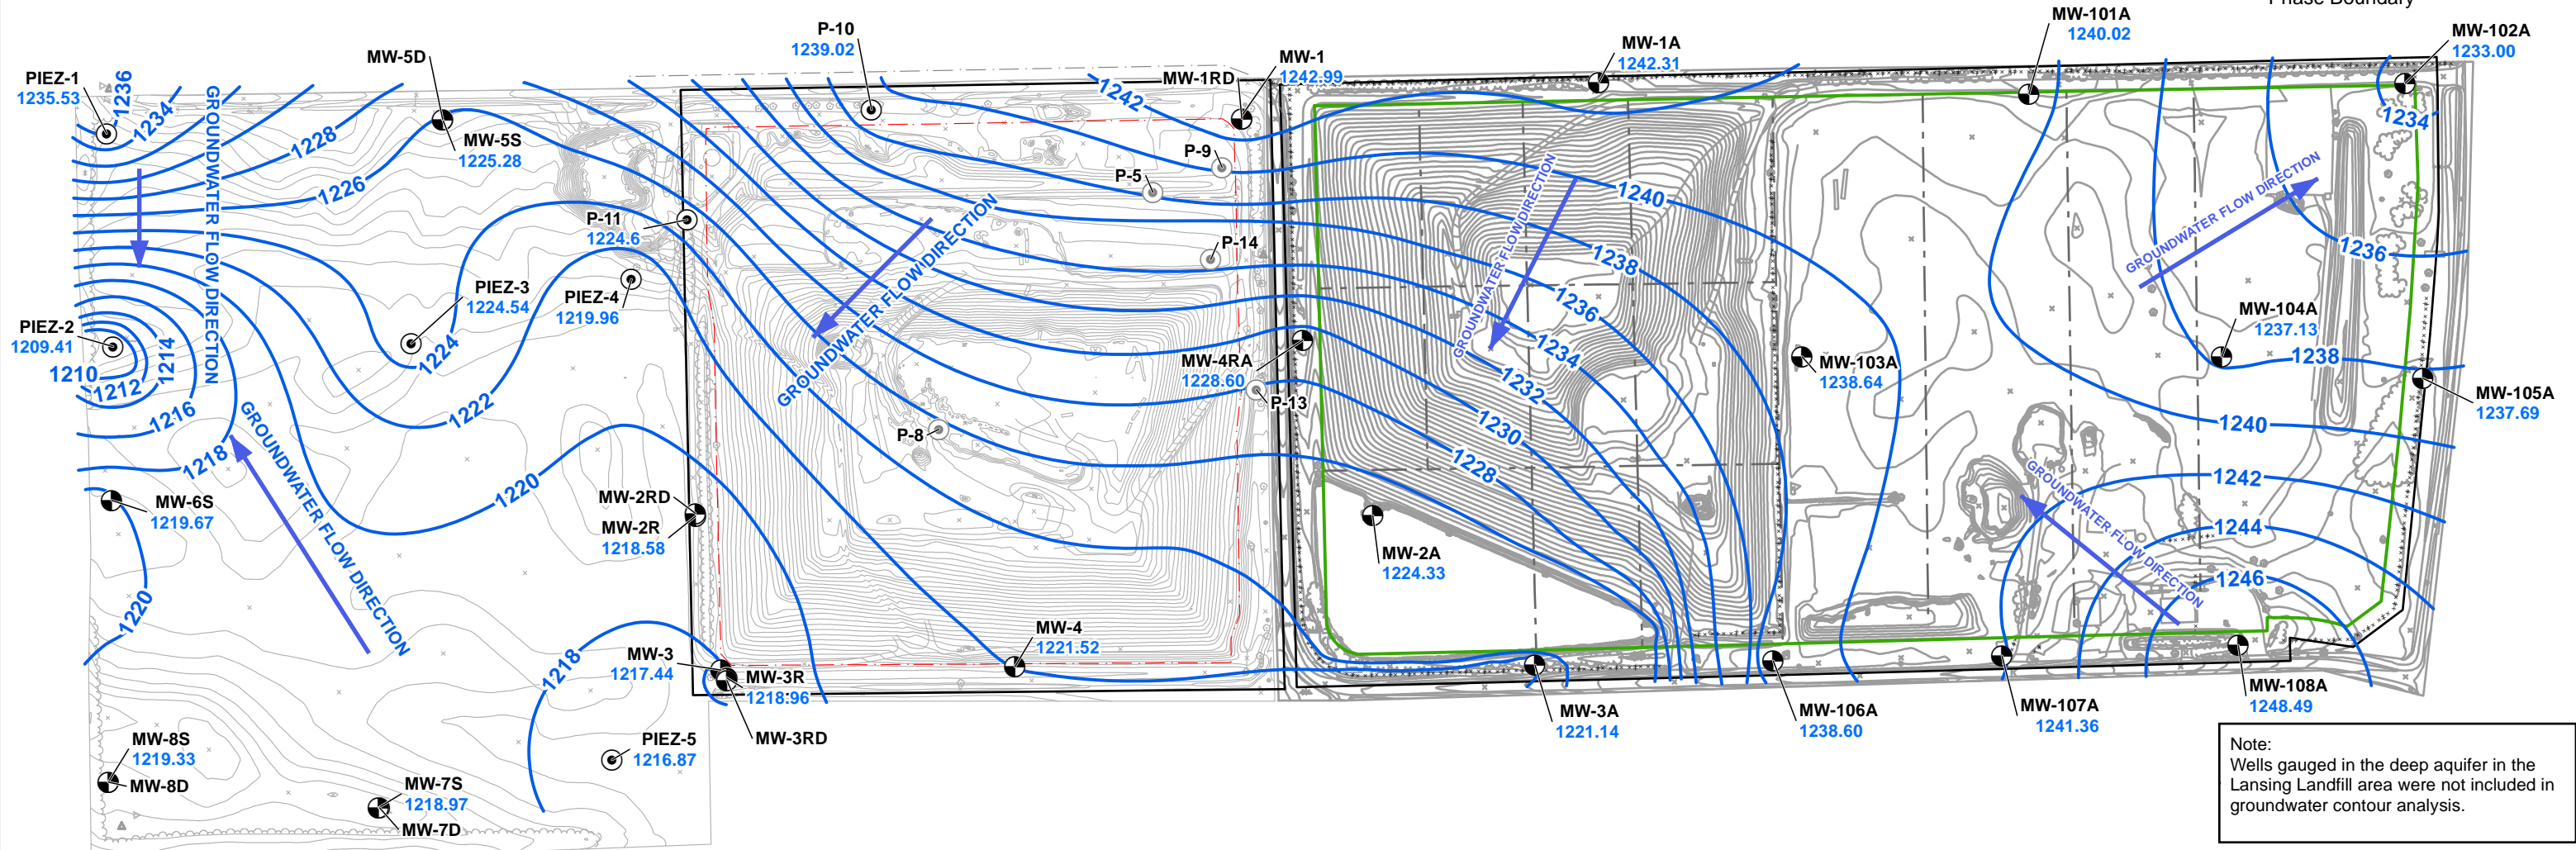 Phase Boundary
PIEZ-1
1235.53
1236
1234
GROUNDWATER FLOW DIRECTION
1228
1226
MW-5D
MW-5S
1225.28
P-10
1239.02
MW-1RD
MW-1
1242.99
1242
MW-1A
1242.31
MW-101A
1240.02
MW-102A
1233.00
1234
P-9
P-5
P-11
1224.6
P-14
PIEZ-4
1219.96
PIEZ-3
1224.54
1224
1222
PIEZ-2
1209.41
1210
1212
1214
1216
1218
GROUNDWATER FLOW DIRECTION
1220
GROUNDWATER FLOW DIRECTION
GROUNDWATER FLOW DIRECTION
1240
1238
1236
1234
1232
1230
1228
MW-4RA
1228.60
P-13
P-8
MW-103A
1238.64
GROUNDWATER FLOW DIRECTION
1236
MW-104A
1237.13
1238
MW-105A
1237.69
1240
1242
1244
1246
GROUNDWATER FLOW DIRECTION
MW-6S
1219.67
1220
MW-2RD
MW-2R
1218.58
MW-2A
1224.33
MW-4
1221.52
MW-3
1217.44
MW-3R
1218.96
MW-3RD
1218
PIEZ-5
1216.87
MW-8S
1219.33
MW-8D
MW-7S
1218.97
MW-7D
MW-3A
1221.14
MW-106A
1238.60
MW-107A
1241.36
MW-108A
1248.49
Note:
Wells gauged in the deep aquifer in the
Lansing Landfill area were not included in
groundwater contour analysis.